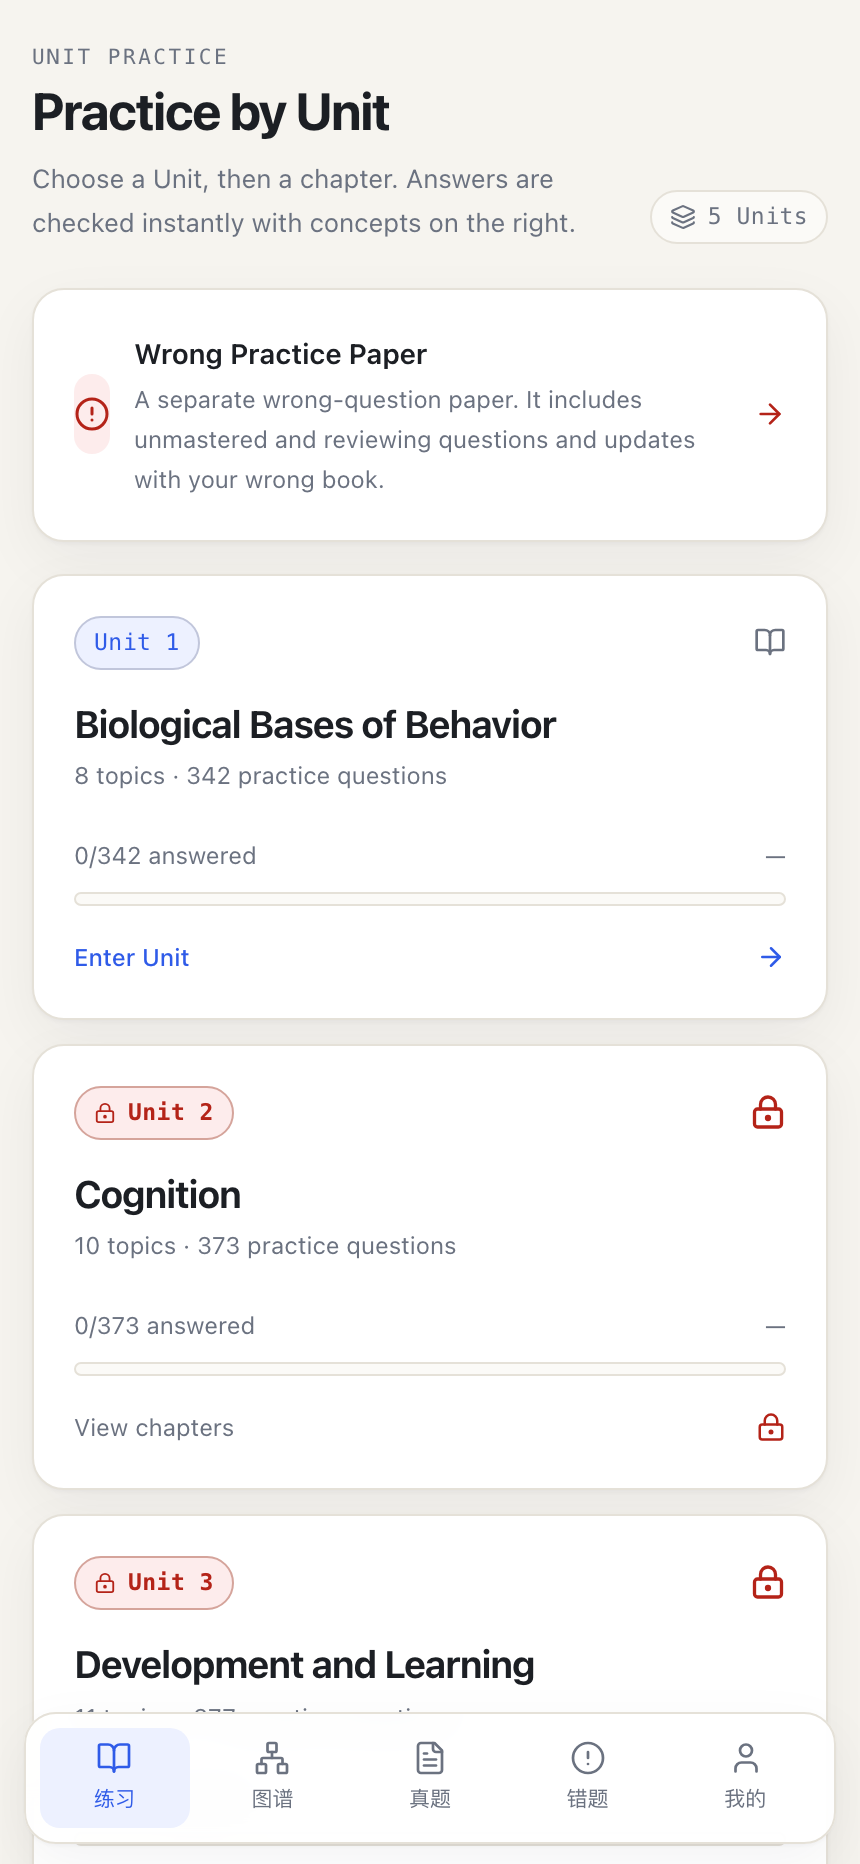 UNIT PRACTICE
Practice by Unit
Choose a Unit, then a chapter. Answers are
checked instantly with concepts on the right.
5 Units
Wrong Practice Paper
A separate wrong-question paper. It includes
unmastered and reviewing questions and updates
with your wrong book.
Unit 1
Biological Bases of Behavior
8 topics · 342 practice questions
0/342 answered —
Enter Unit
Unit 2
Cognition
10 topics · 373 practice questions
0/373 answered —
View chapters
Unit 3
Development and Learning
练习 图谱 真题 错题 我的